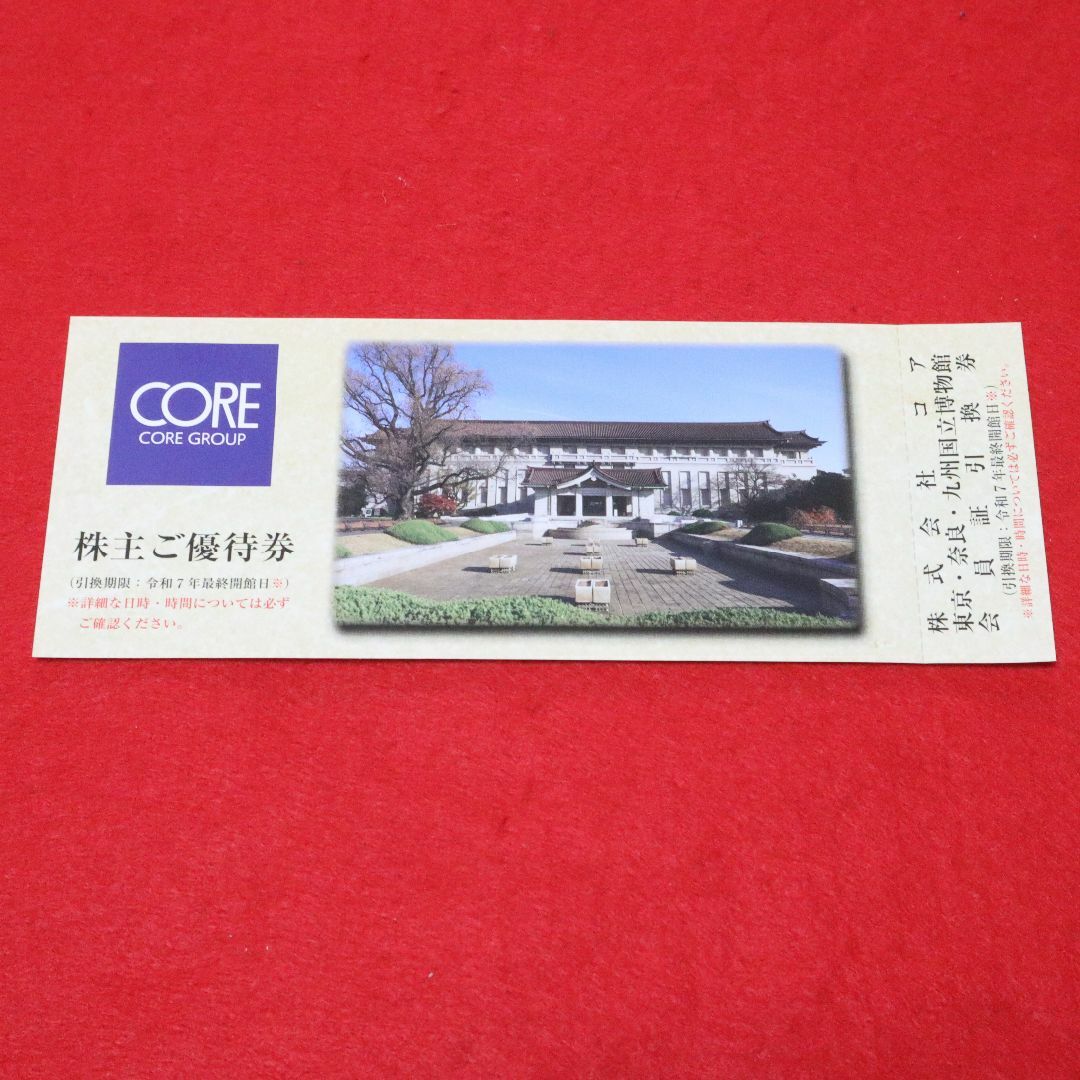 CORE
CORE GROUP
株主ご優待券
（引換期限：令和7年最終開館日※）
※詳細な日時・時間については必ず
ご確認ください。
株式会社コア
東京・奈良・九州国立博物館
会員証引換券
（引換期限：令和7年最終開館日※）
※詳細な日時・時間については必ずご確認ください。